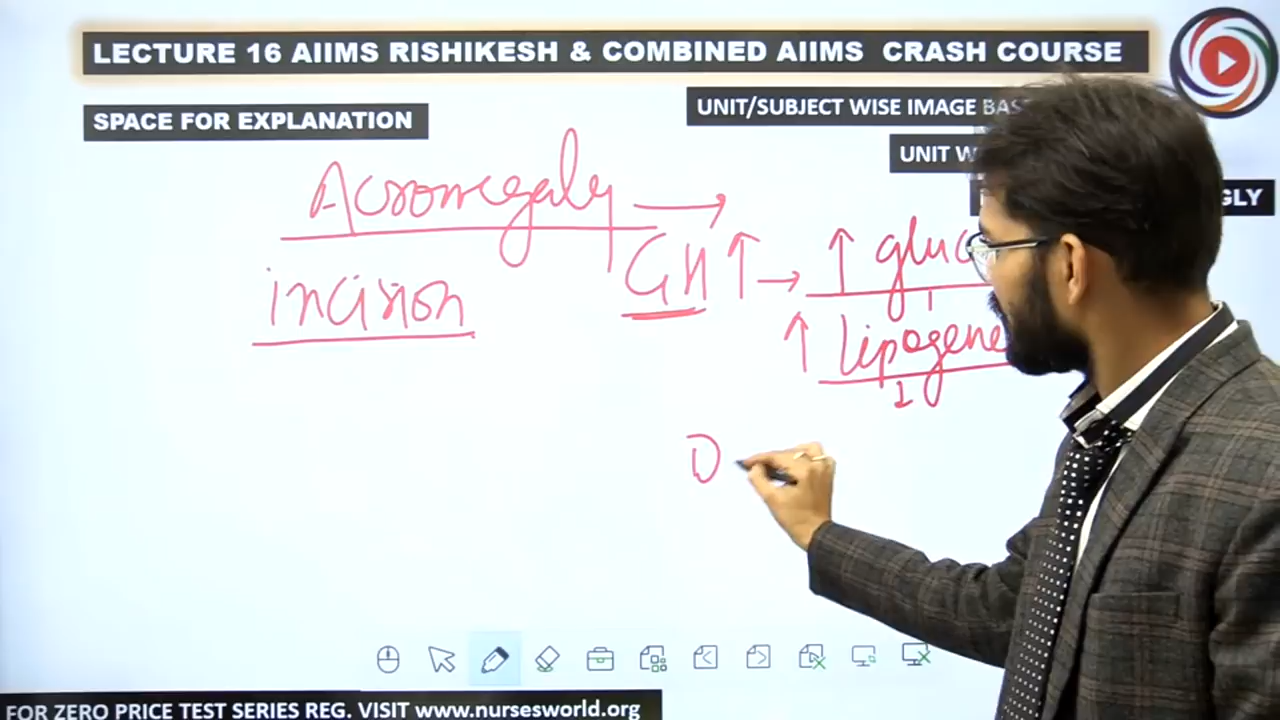 LECTURE 16 AIIMS RISHIKESH & COMBINED AIIMS CRASH COURSE
SPACE FOR EXPLANATION
UNIT/SUBJECT WISE IMAGE BAS
UNIT W
GLY
Acromegaly →
GH ↑ → ↑ gluc
incision
↑ lipogene
D
FOR ZERO PRICE TEST SERIES REG. VISIT www.nursesworld.org